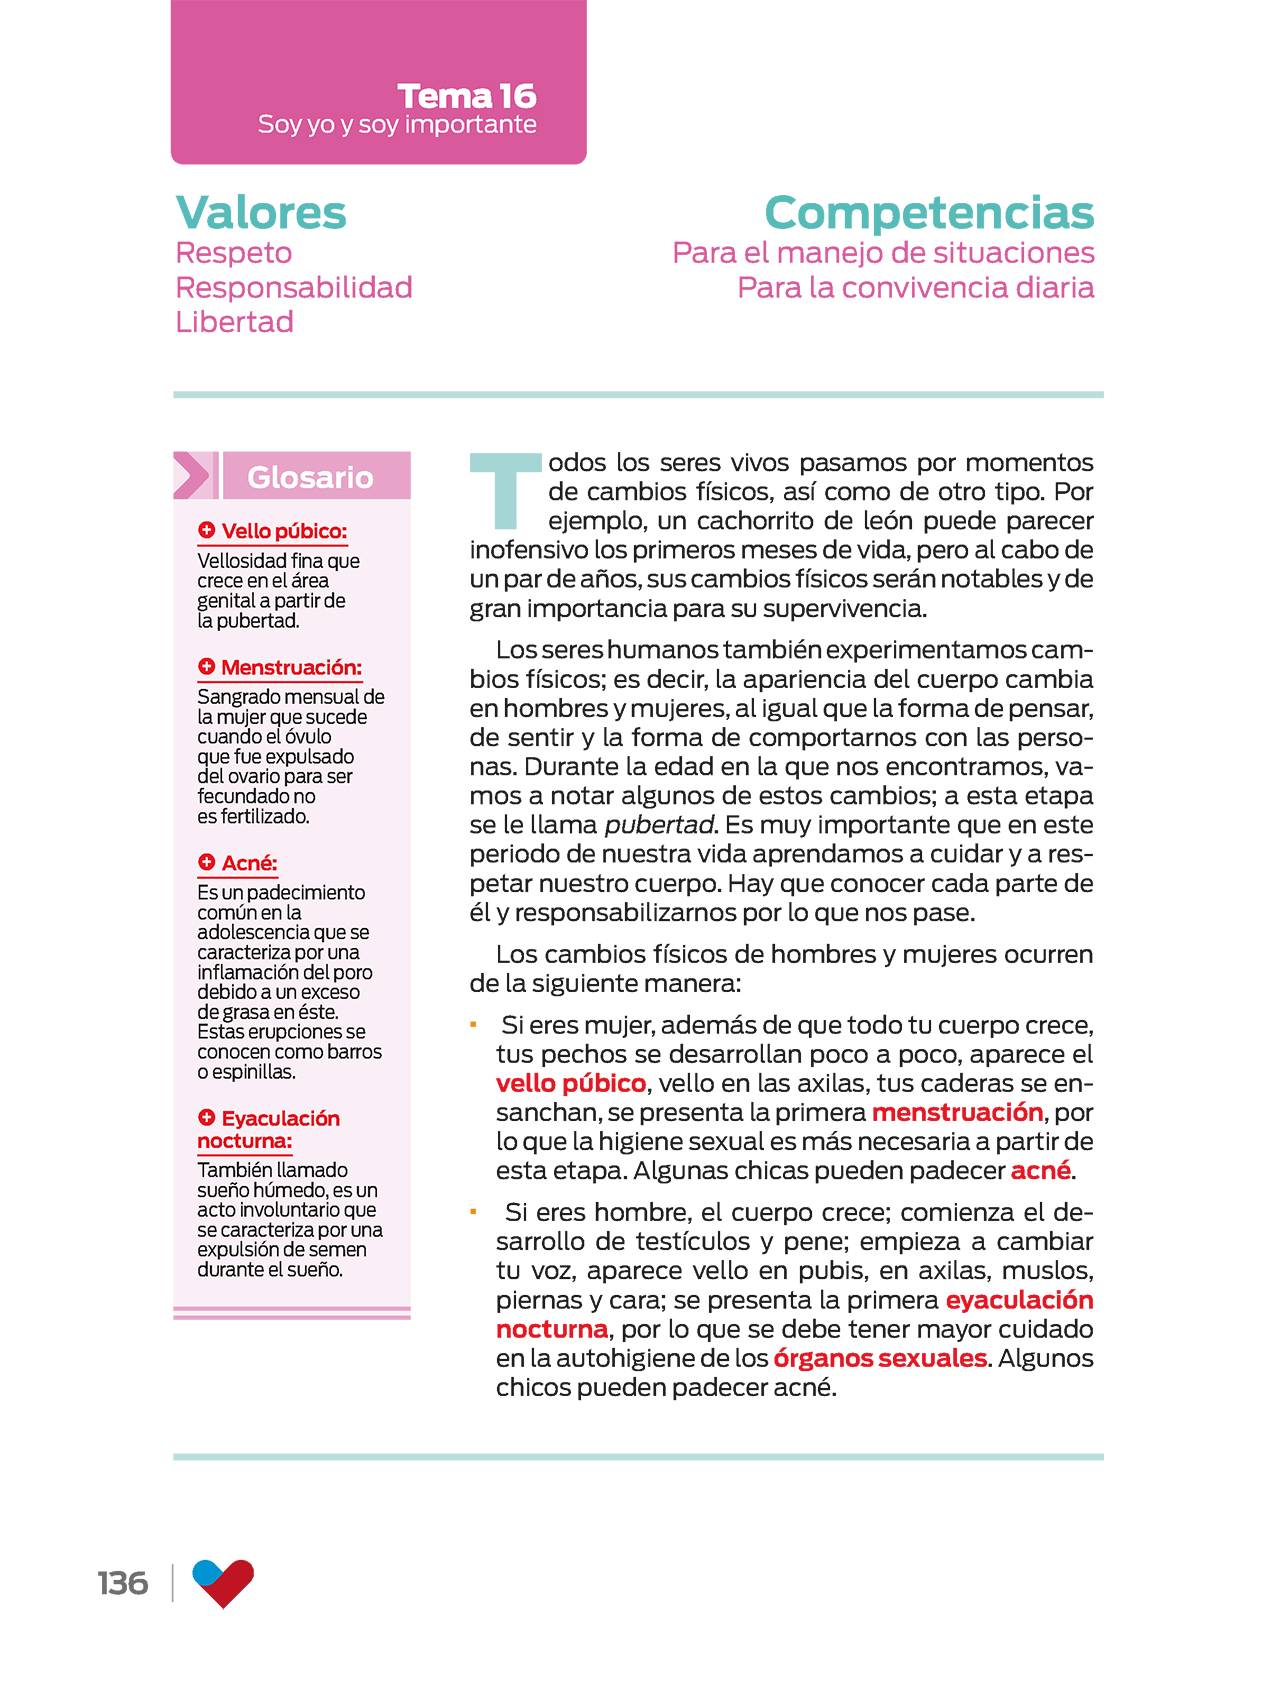 Tema 16
Soy yo y soy importante
Valores
Respeto
Responsabilidad
Libertad
Competencias
Para el manejo de situaciones
Para la convivencia diaria
Glosario
Vello púbico:
Vellosidad fina que
crece en el área
genital a partir de
la pubertad.
Menstruación:
Sangrado mensual de
la mujer que sucede
cuando el óvulo
que fue expulsado
del ovario para ser
fecundado no
es fertilizado.
Acné:
Es un padecimiento
común en la
adolescencia que se
caracteriza por una
inflamación del poro
debido a un exceso
de grasa en éste.
Estas erupciones se
conocen como barros
o espinillas.
Eyaculación
nocturna:
También llamado
sueño húmedo, es un
acto involuntario que
se caracteriza por una
expulsión de semen
durante el sueño.
Todos los seres vivos pasamos por momentos
de cambios físicos, así como de otro tipo. Por
ejemplo, un cachorrito de león puede parecer
inofensivo los primeros meses de vida, pero al cabo de
un par de años, sus cambios físicos serán notables y de
gran importancia para su supervivencia.
Los seres humanos también experimentamos cam-
bios físicos; es decir, la apariencia del cuerpo cambia
en hombres y mujeres, al igual que la forma de pensar,
de sentir y la forma de comportarnos con las perso-
nas. Durante la edad en la que nos encontramos, va-
mos a notar algunos de estos cambios; a esta etapa
se le llama pubertad. Es muy importante que en este
periodo de nuestra vida aprendamos a cuidar y a res-
petar nuestro cuerpo. Hay que conocer cada parte de
él y responsabilizarnos por lo que nos pase.
Los cambios físicos de hombres y mujeres ocurren
de la siguiente manera:
· Si eres mujer, además de que todo tu cuerpo crece,
tus pechos se desarrollan poco a poco, aparece el
vello púbico, vello en las axilas, tus caderas se en-
sanchan, se presenta la primera menstruación, por
lo que la higiene sexual es más necesaria a partir de
esta etapa. Algunas chicas pueden padecer acné.
· Si eres hombre, el cuerpo crece; comienza el de-
sarrollo de testículos y pene; empieza a cambiar
tu voz, aparece vello en pubis, en axilas, muslos,
piernas y cara; se presenta la primera eyaculación
nocturna, por lo que se debe tener mayor cuidado
en la autohigiene de los órganos sexuales. Algunos
chicos pueden padecer acné.
136